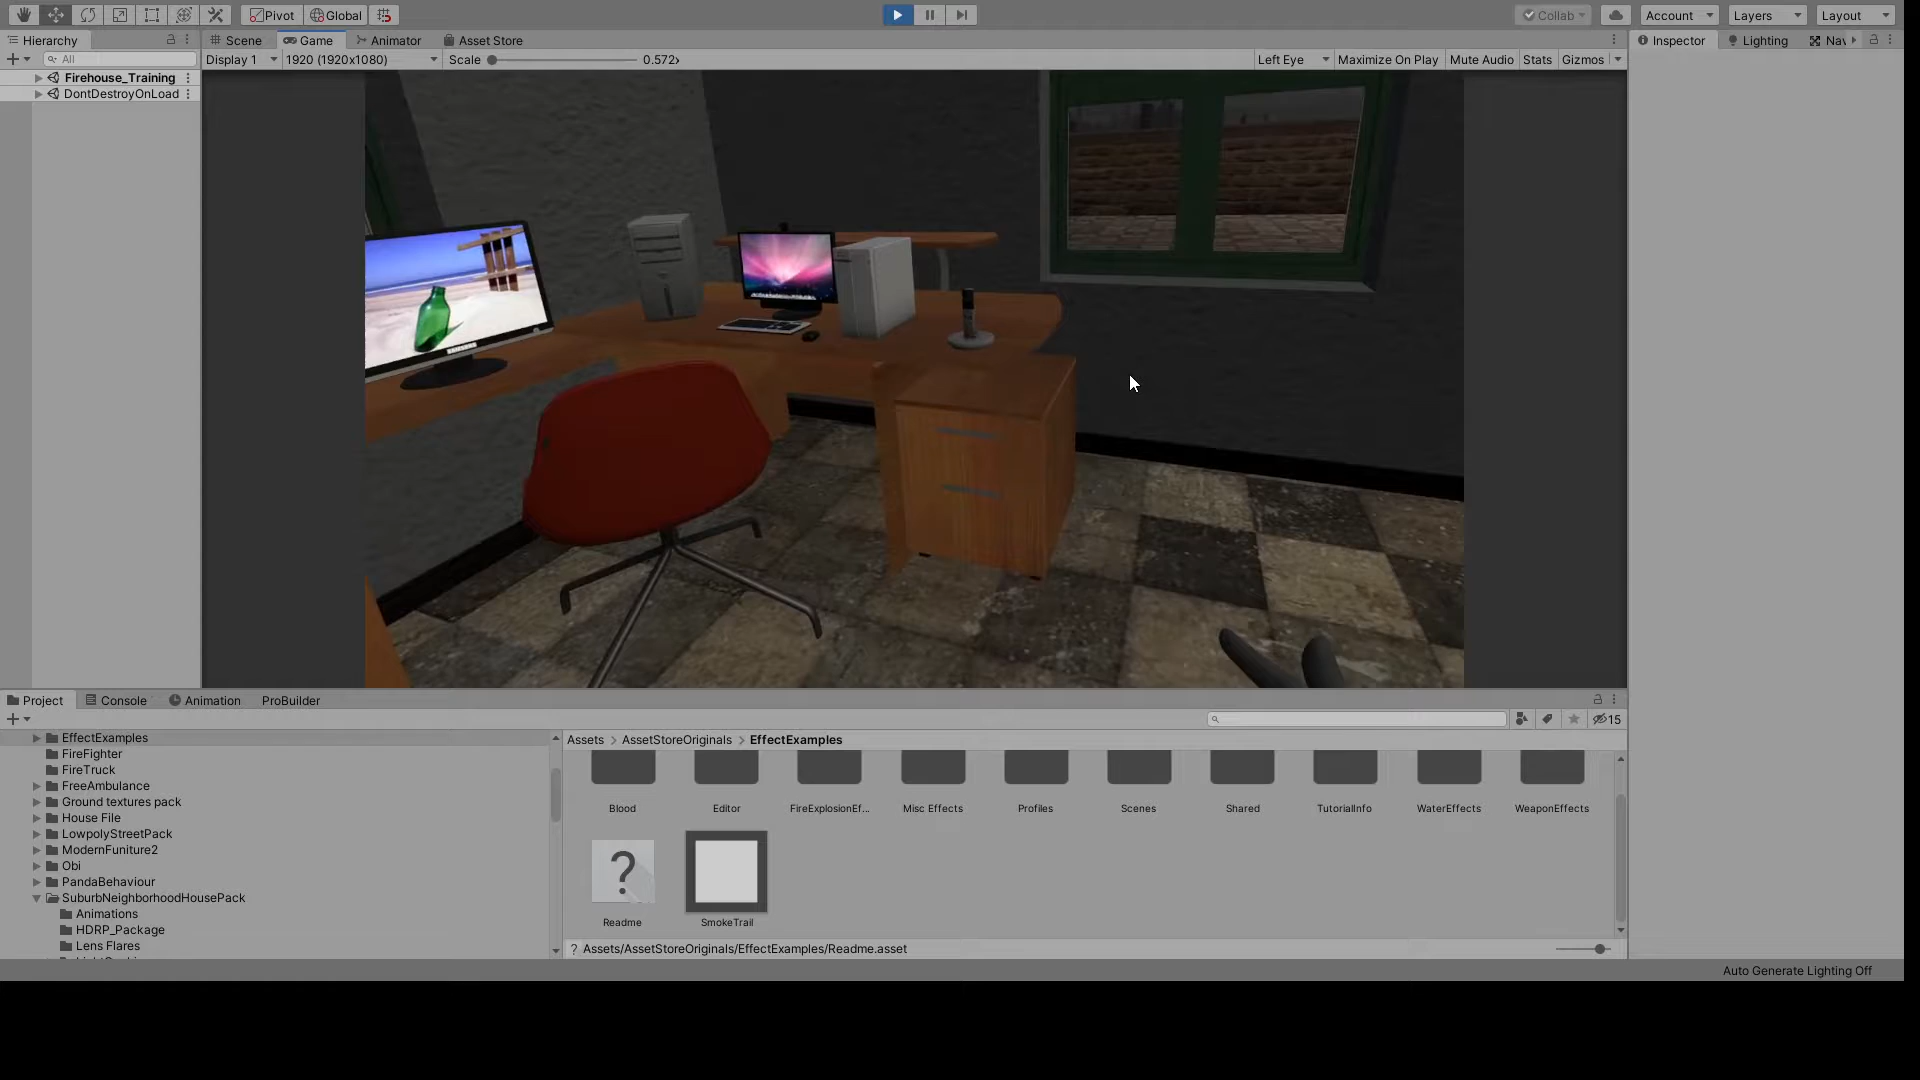 Pivot Global Collab Account Layers Layout
Hierarchy Scene Game Animator Asset Store Inspector Lighting Nav
All Display 1 1920 (1920x1080) Scale 0.572x Left Eye Maximize On Play Mute Audio Stats Gizmos
Firehouse_Training
DontDestroyOnLoad
SAMSUNG
Project Console Animation ProBuilder
15
EffectExamples
FireFighter
FireTruck
FreeAmbulance
Ground textures pack
House File
LowpolyStreetPack
ModernFuniture2
Obi
PandaBehaviour
SuburbNeighborhoodHousePack
Animations
HDRP_Package
Lens Flares
Assets > AssetStoreOriginals > EffectExamples
Blood Editor FireExplosionEf... Misc Effects Profiles Scenes Shared TutorialInfo WaterEffects WeaponEffects
?
Readme SmokeTrail
? Assets/AssetStoreOriginals/EffectExamples/Readme.asset
Auto Generate Lighting Off